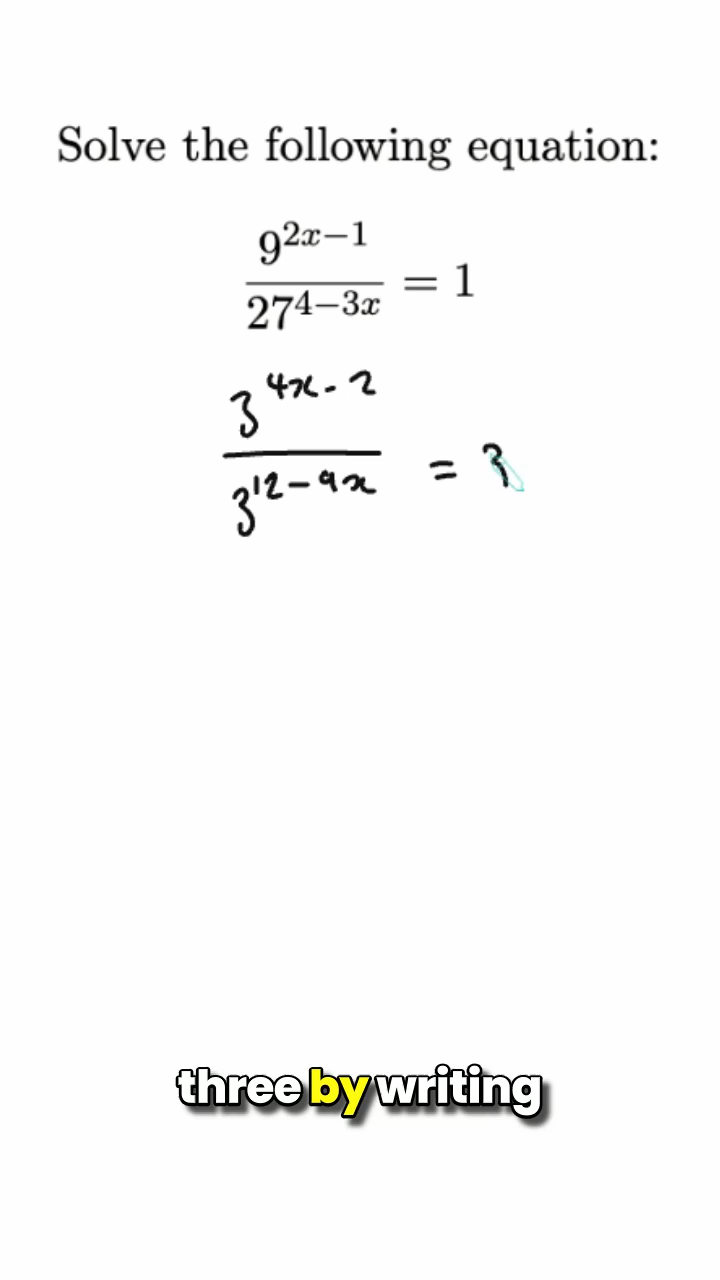 Solve the following equation:
9^{2x-1}
27^{4-3x}
= 1
3^{4x-2}
3^{12-9x}
= 3
three by writing